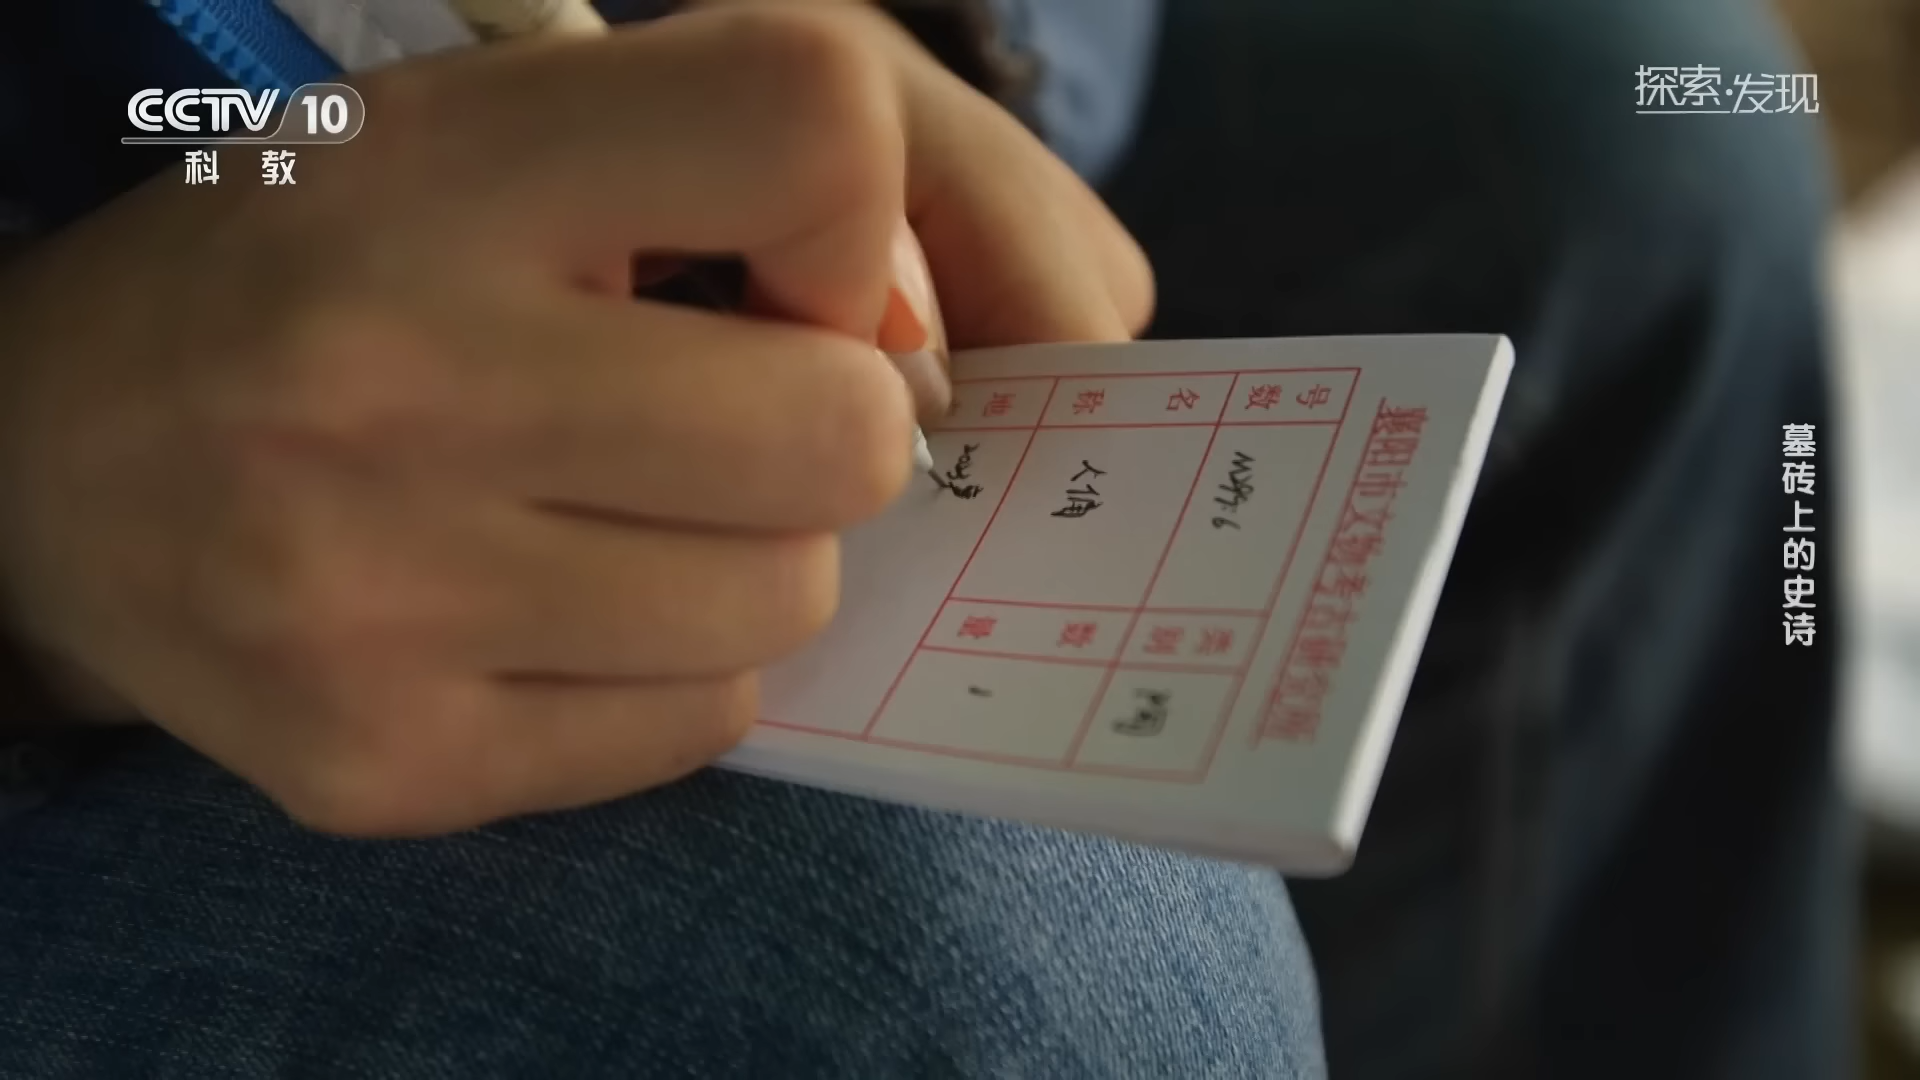 CCTV 10
科 教
探索·发现
墓砖上的史诗
襄阳市文物考古研究所
号数
类别
陶
名称
人俑
数量
1
地